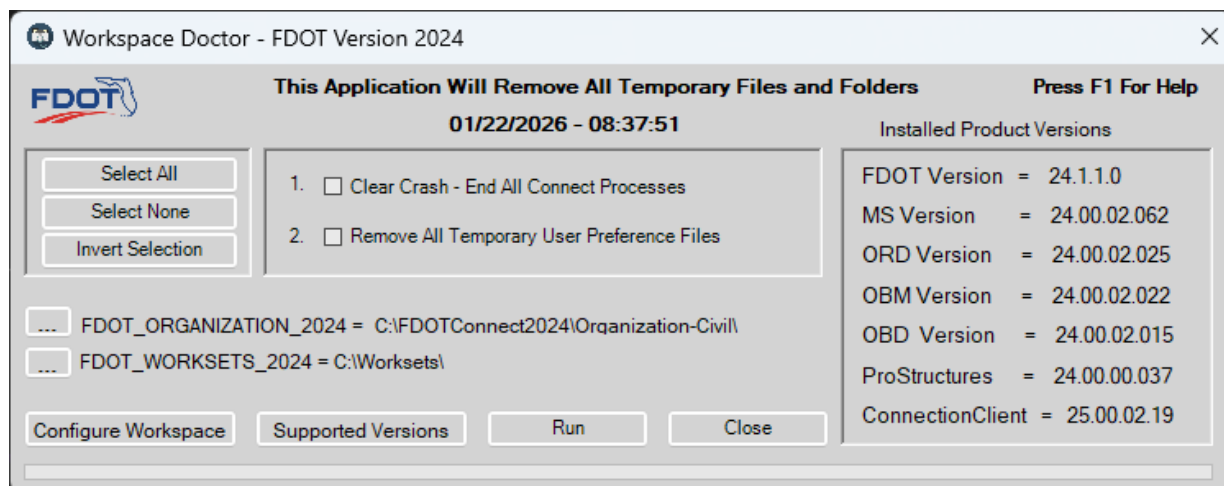 Workspace Doctor - FDOT Version 2024
FDOT
This Application Will Remove All Temporary Files and Folders
Press F1 For Help
01/22/2026 - 08:37:51
Installed Product Versions
Select All
Select None
Invert Selection
1. Clear Crash - End All Connect Processes
2. Remove All Temporary User Preference Files
FDOT Version = 24.1.1.0
MS Version = 24.00.02.062
ORD Version = 24.00.02.025
OBM Version = 24.00.02.022
OBD Version = 24.00.02.015
ProStructures = 24.00.00.037
ConnectionClient = 25.00.02.19
... FDOT_ORGANIZATION_2024 = C:\FDOTConnect2024\Organization-Civil\
... FDOT_WORKSETS_2024 = C:\Worksets\
Configure Workspace
Supported Versions
Run
Close